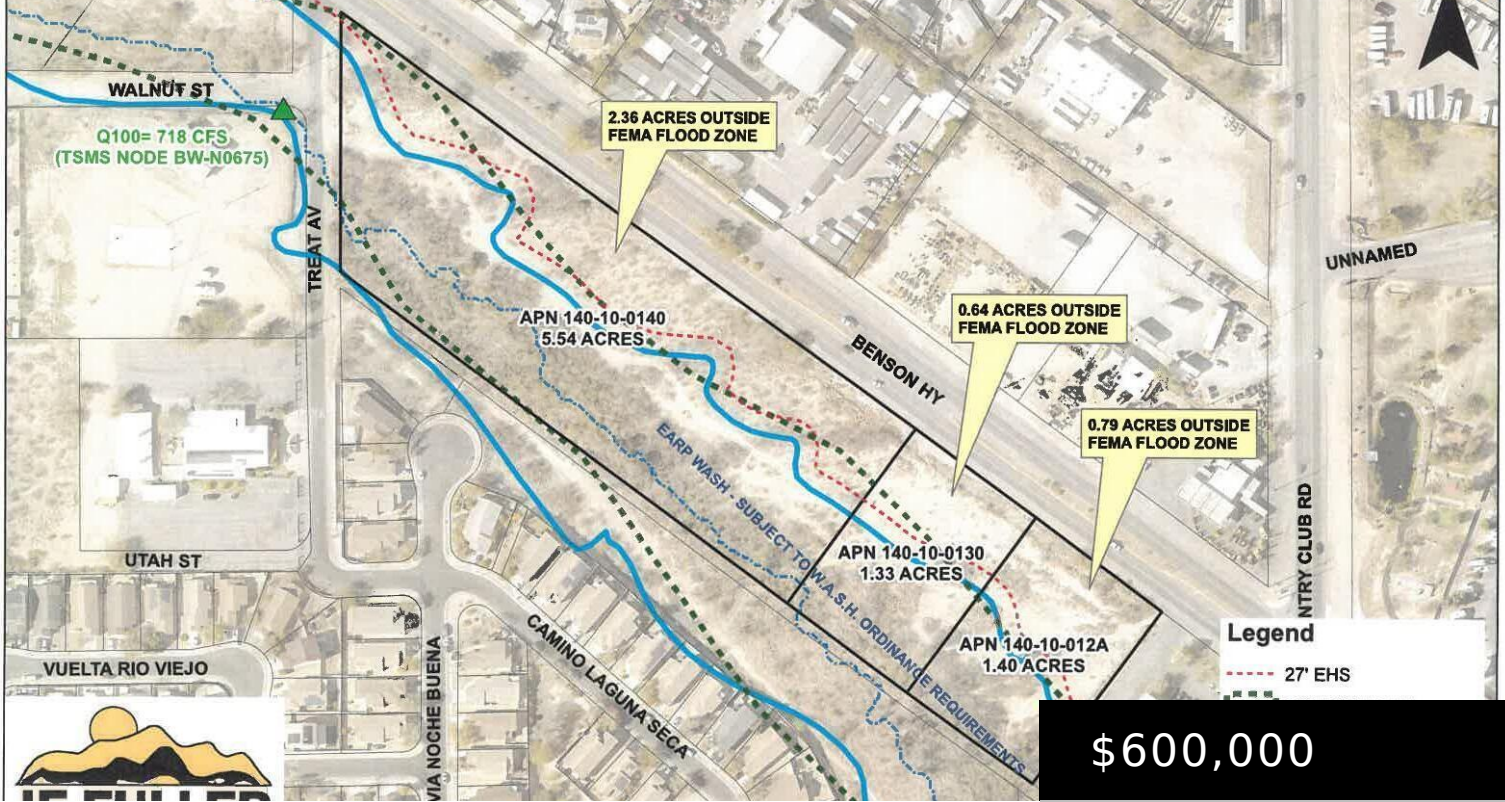 WALNUT ST
Q100= 718 CFS
(TSMS NODE BW-N0675)
2.36 ACRES OUTSIDE
FEMA FLOOD ZONE
TREAT AV
UNNAMED
APN 140-10-0140
5.54 ACRES
0.64 ACRES OUTSIDE
FEMA FLOOD ZONE
BENSON HY
0.79 ACRES OUTSIDE
FEMA FLOOD ZONE
EARP WASH - SUBJECT TO W.A.S.H. ORDINANCE REQUIREMENTS
APN 140-10-0130
1.33 ACRES
NTRY CLUB RD
UTAH ST
APN 140-10-012A
1.40 ACRES
CAMINO LAGUNA SECA
VIA NOCHE BUENA
VUELTA RIO VIEJO
Legend
27' EHS
JE FULLER
$600,000